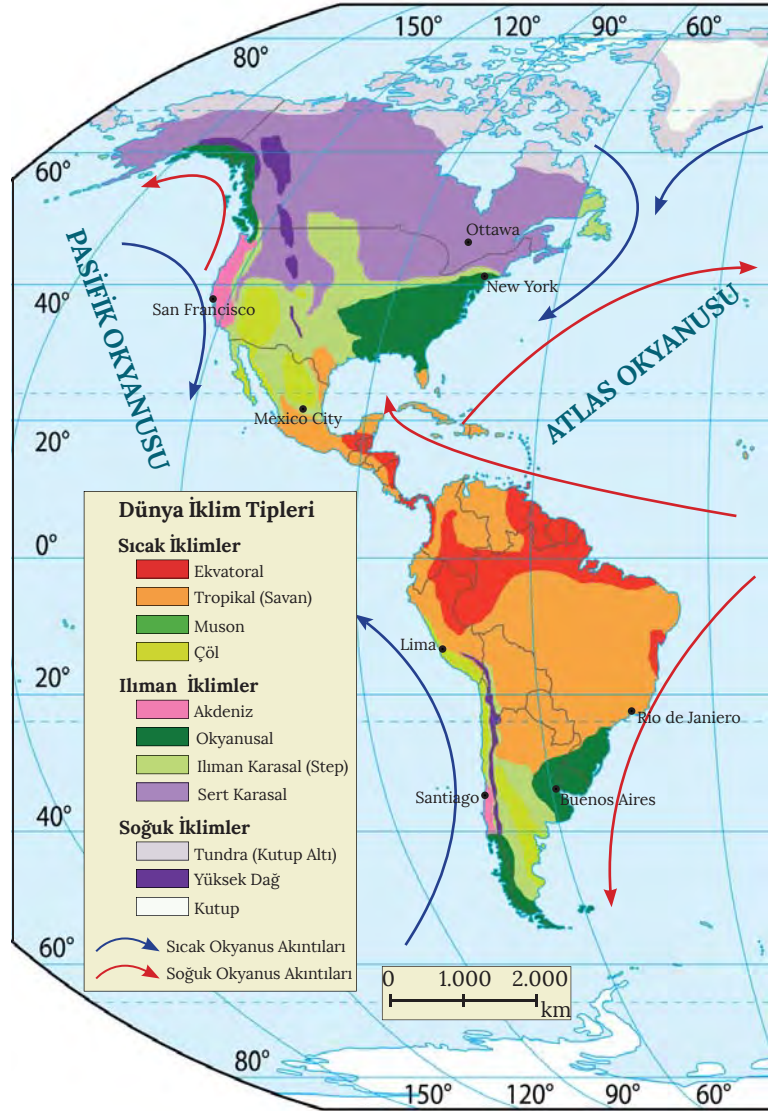 150°
120°
90°
60°
80°
60°
40°
20°
0°
20°
40°
60°
80°
150°
120°
90°
60°
PASİFİK OKYANUSU
ATLAS OKYANUSU
Ottawa
New York
San Francisco
Mexico City
Lima
Rio de Janiero
Santiago
Buenos Aires
Dünya İklim Tipleri
Sıcak İklimler
Ekvatoral
Tropikal (Savan)
Muson
Çöl
Ilıman İklimler
Akdeniz
Okyanusal
Ilıman Karasal (Step)
Sert Karasal
Soğuk İklimler
Tundra (Kutup Altı)
Yüksek Dağ
Kutup
Sıcak Okyanus Akıntıları
Soğuk Okyanus Akıntıları
0 1.000 2.000
km